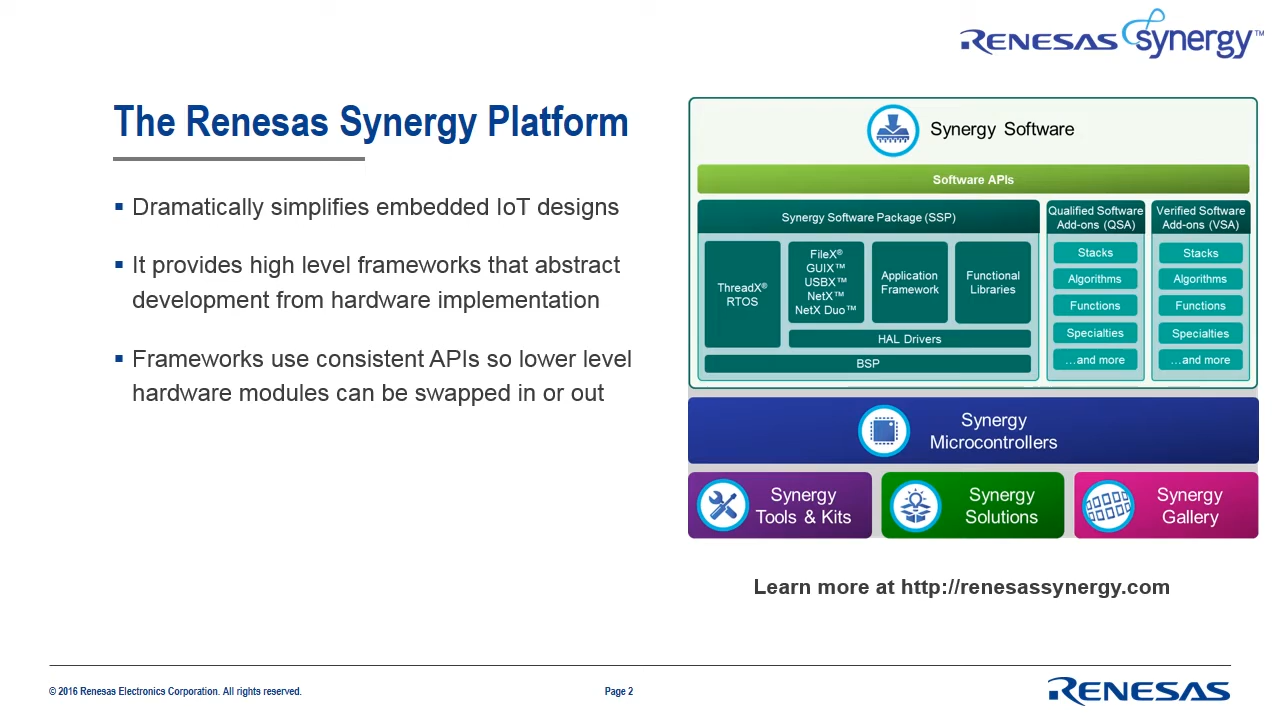 RENESAS synergy™
The Renesas Synergy Platform
▪ Dramatically simplifies embedded IoT designs
▪ It provides high level frameworks that abstract
development from hardware implementation
▪ Frameworks use consistent APIs so lower level
hardware modules can be swapped in or out
Synergy Software
Software APIs
Synergy Software Package (SSP)
ThreadX®
RTOS
FileX®
GUIX™
USBX™
NetX™
NetX Duo™
Application
Framework
Functional
Libraries
HAL Drivers
BSP
Qualified Software
Add-ons (QSA)
Stacks
Algorithms
Functions
Specialties
...and more
Verified Software
Add-ons (VSA)
Stacks
Algorithms
Functions
Specialties
...and more
Synergy
Microcontrollers
Synergy
Tools & Kits
Synergy
Solutions
Synergy
Gallery
Learn more at http://renesassynergy.com
© 2016 Renesas Electronics Corporation. All rights reserved.
Page 2
RENESAS